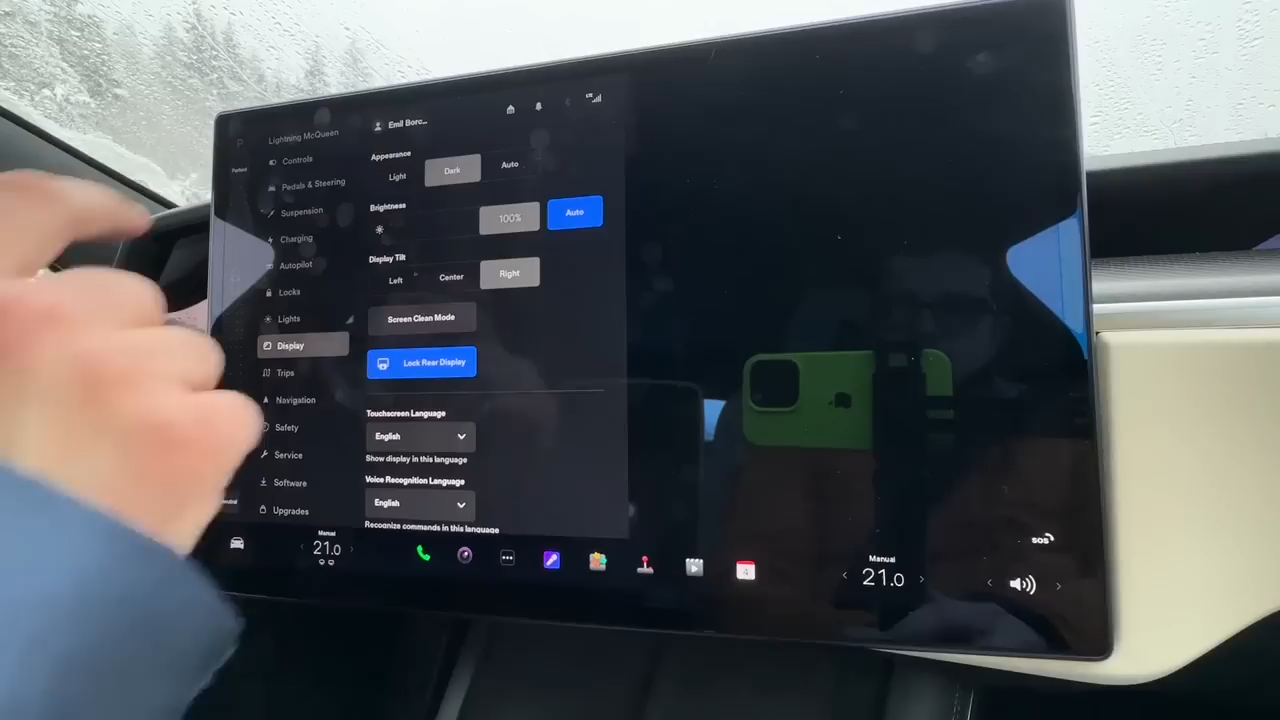 P
Parked
Lightning McQueen
Emil Borc...
LTE
Controls
Pedals & Steering
Suspension
Charging
Autopilot
Locks
Lights
Display
Trips
Navigation
Safety
Service
Software
Upgrades
Appearance
Light
Dark
Auto
Brightness
100%
Auto
Display Tilt
Left
Center
Right
Screen Clean Mode
Lock Rear Display
Touchscreen Language
English
Show display in this language
Voice Recognition Language
English
Recognize commands in this language
Manual
21.0
4
Manual
21.0
SOS